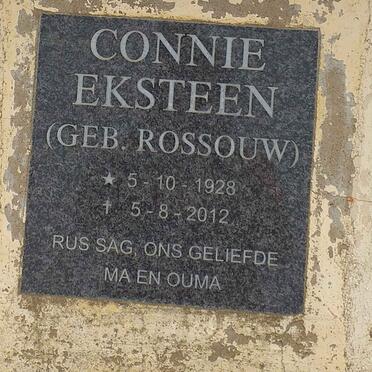 CONNIE
EKSTEEN
(GEB. ROSSOUW)
★ 5 - 10 - 1928
† 5 - 8 - 2012
RUS SAG, ONS GELIEFDE
MA EN OUMA